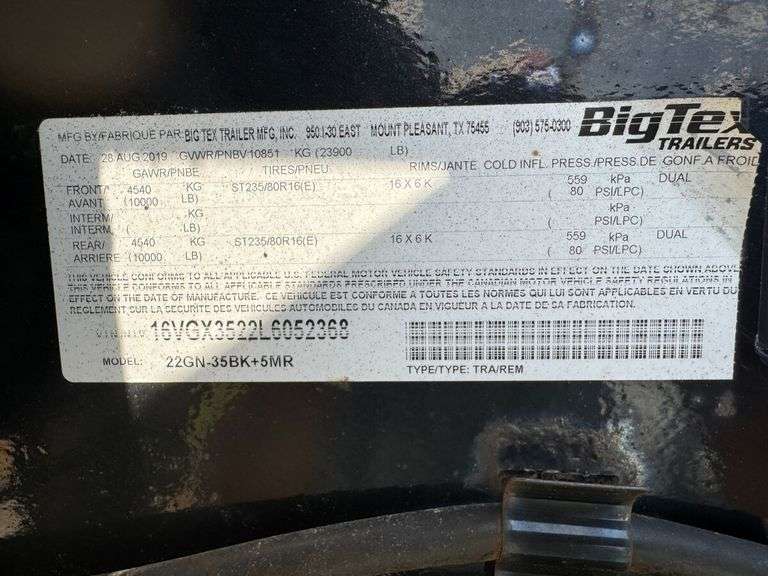 MFG BY/FABRIQUE PAR: BIG TEX TRAILER MFG, INC. 950 I-30 EAST MOUNT PLEASANT, TX 75455 (903) 575-0300 BigTex TRAILERS
DATE: 28 AUG 2019 GVWR/PNBV 10851 KG (23900 LB)
GAWR/PNBE TIRES/PNEU RIMS/JANTE COLD INFL. PRESS./PRESS.DE GONF.A FROID
FRONT/ 4540 KG ST235/80R16(E) 16 X 6 K 559 kPa DUAL
AVANT (10000 LB) ( 80 PSI/LPC)
INTERM/ KG kPa
INTERM ( LB) ( PSI/LPC)
REAR/ 4540 KG ST235/80R16(E) 16 X 6 K 559 kPa DUAL
ARRIERE (10000 LB) ( 80 PSI/LPC)
THIS VEHICLE CONFORMS TO ALL APPLICABLE U.S. FEDERAL MOTOR VEHICLE SAFETY STANDARDS IN EFFECT ON THE DATE SHOWN ABOVE
THIS VEHICLE CONFORMS TO ALL APPLICABLE STANDARDS PRESCRIBED UNDER THE CANADIAN MOTOR VEHICLE SAFETY REGULATIONS IN
EFFECT ON THE DATE OF MANUFACTURE. CE VEHICULE EST CONFORME A TOUTES LES NORMES QUI LUI SONT APPLICABLES EN VERTU DU
REGLEMENT SUR LA SECURITE DES VEHICULES AUTOMOBILES DU CANADA EN VIGUEUR A LA DATE DE SA FABRICATION.
16VGX3522L6052368
MODEL: 22GN-35BK+5MR TYPE/TYPE: TRA/REM